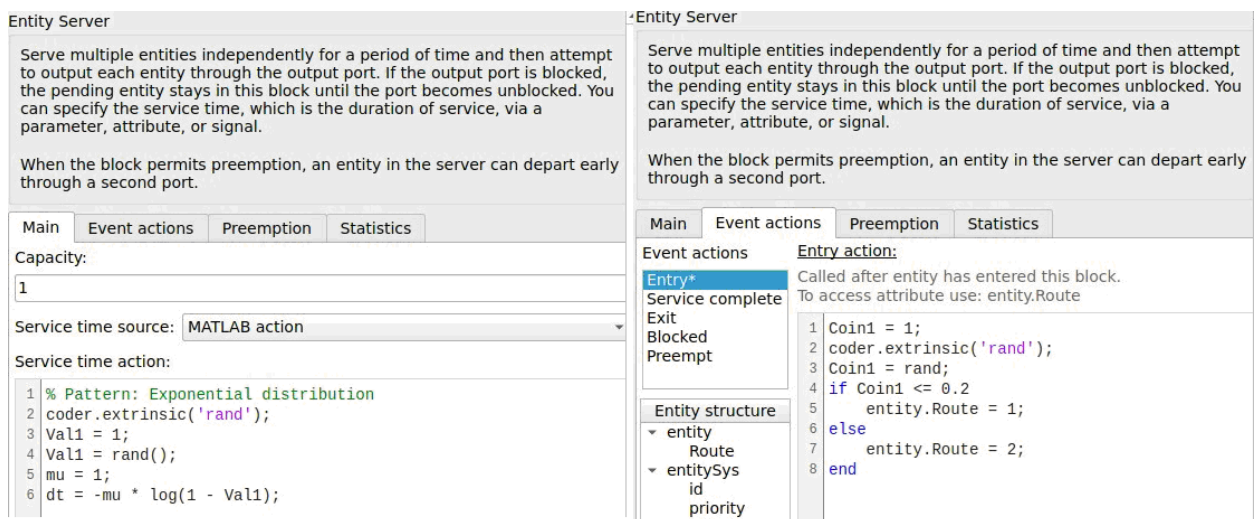 Entity Server
Serve multiple entities independently for a period of time and then attempt
to output each entity through the output port. If the output port is blocked,
the pending entity stays in this block until the port becomes unblocked. You
can specify the service time, which is the duration of service, via a
parameter, attribute, or signal.
When the block permits preemption, an entity in the server can depart early
through a second port.
Main Event actions Preemption Statistics
Capacity:
1
Service time source: MATLAB action
Service time action:
1 % Pattern: Exponential distribution
2 coder.extrinsic('rand');
3 Val1 = 1;
4 Val1 = rand();
5 mu = 1;
6 dt = -mu * log(1 - Val1);
Entity Server
Serve multiple entities independently for a period of time and then attempt
to output each entity through the output port. If the output port is blocked,
the pending entity stays in this block until the port becomes unblocked. You
can specify the service time, which is the duration of service, via a
parameter, attribute, or signal.
When the block permits preemption, an entity in the server can depart early
through a second port.
Main Event actions Preemption Statistics
Event actions
Entry*
Service complete
Exit
Blocked
Preempt
Entity structure
entity
Route
entitySys
id
priority
Entry action:
Called after entity has entered this block.
To access attribute use: entity.Route
1 Coin1 = 1;
2 coder.extrinsic('rand');
3 Coin1 = rand;
4 if Coin1 <= 0.2
5 entity.Route = 1;
6 else
7 entity.Route = 2;
8 end